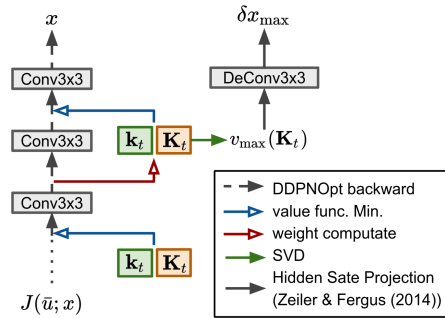 x
δx_max
Conv3x3
DeConv3x3
Conv3x3
k_t K_t
v_max(K_t)
Conv3x3
k_t K_t
J(ū; x)
DDPNOpt backward
value func. Min.
weight computate
SVD
Hidden Sate Projection
(Zeiler & Fergus (2014))